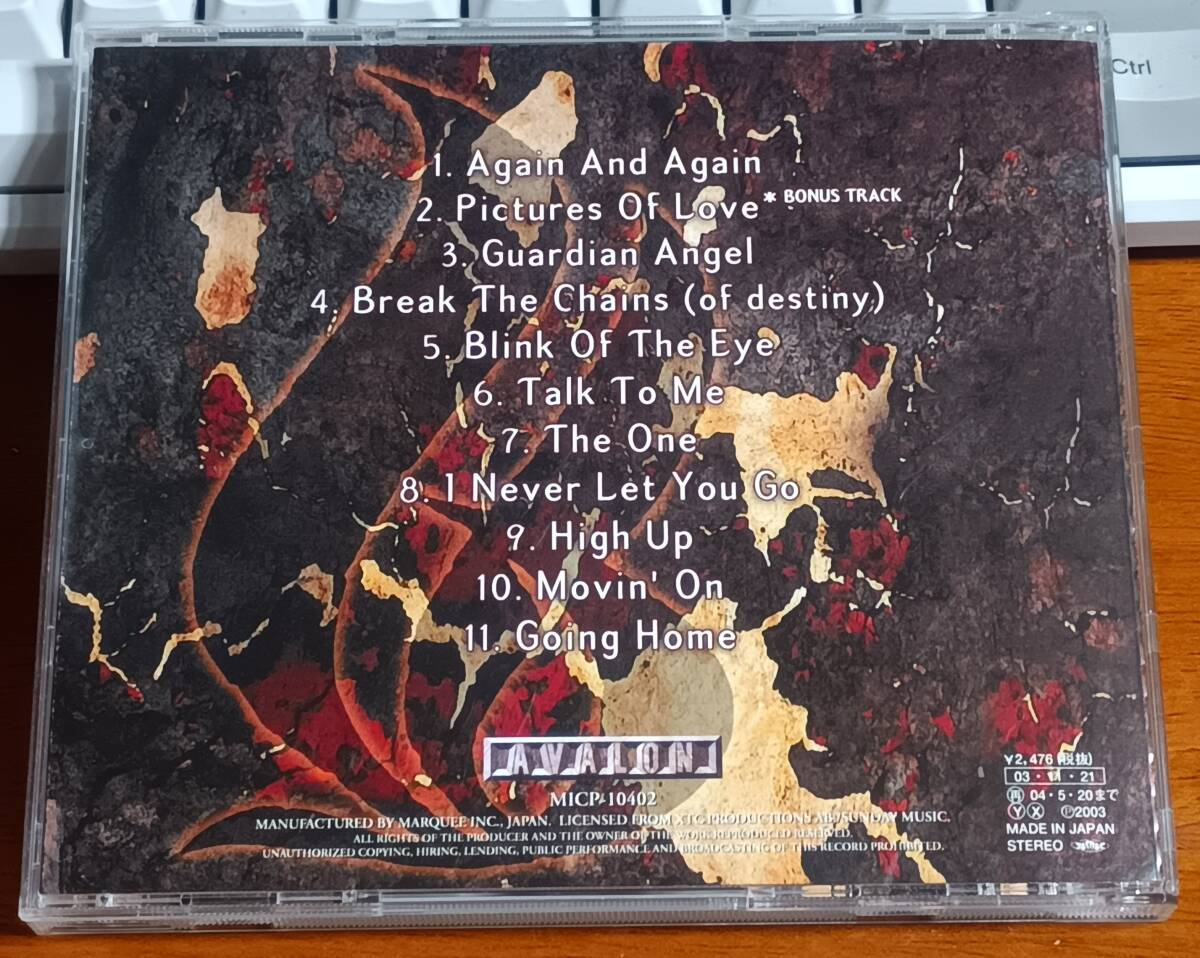 Ctrl
1. Again And Again
2. Pictures Of Love * BONUS TRACK
3. Guardian Angel
4. Break The Chains (of destiny)
5. Blink Of The Eye
6. Talk To Me
7. The One
8. I Never Let You Go
9. High Up
10. Movin' On
11. Going Home
AVALON
MICP-10402
MANUFACTURED BY MARQUEE INC., JAPAN. LICENSED FROM XTC PRODUCTIONS AB/SUNDAY MUSIC.
ALL RIGHTS OF THE PRODUCER AND THE OWNER OF THE WORK REPRODUCED RESERVED.
UNAUTHORIZED COPYING, HIRING, LENDING, PUBLIC PERFORMANCE AND BROADCASTING OF THIS RECORD PROHIBITED.
¥2,476 (税抜)
03・11・21
再 04・5・20まで
Ⓨ Ⓧ ℗2003
MADE IN JAPAN
STEREO